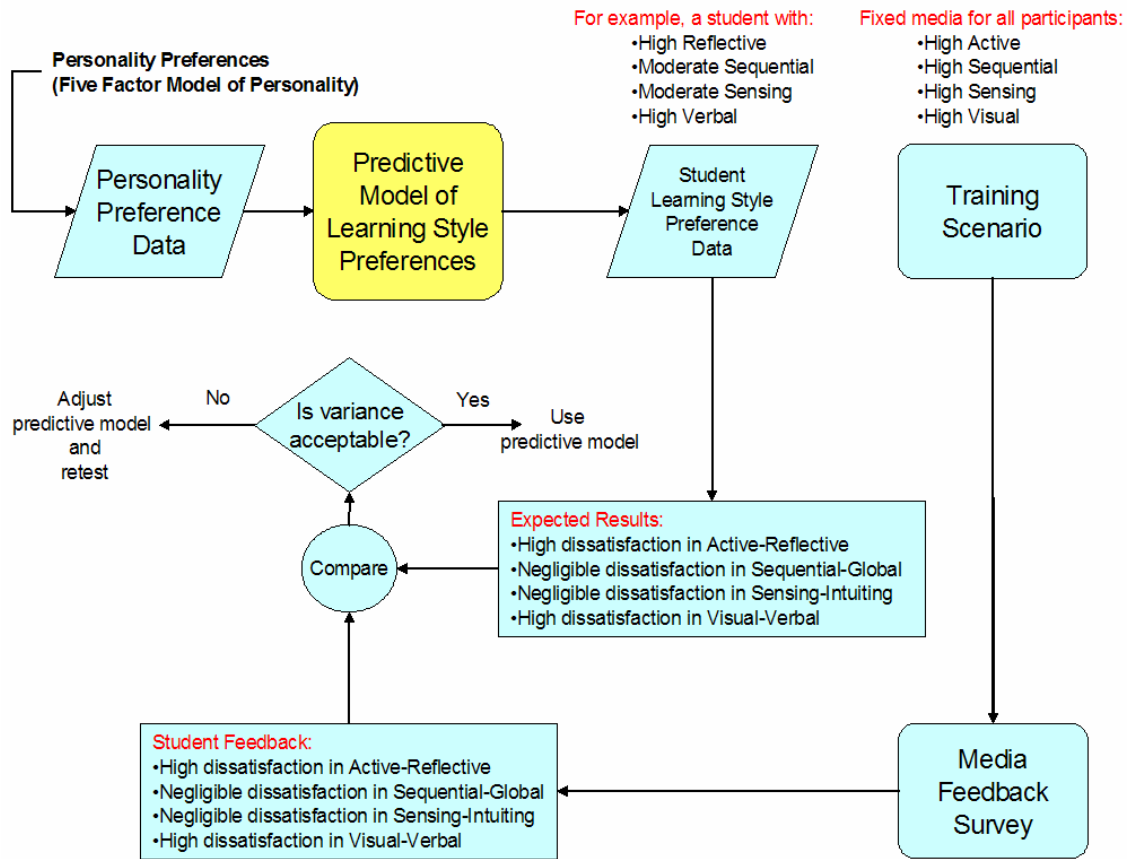 For example, a student with:
•High Reflective
•Moderate Sequential
•Moderate Sensing
•High Verbal
Fixed media for all participants:
•High Active
•High Sequential
•High Sensing
•High Visual
Personality Preferences
(Five Factor Model of Personality)
Personality
Preference
Data
Predictive
Model of
Learning Style
Preferences
Student
Learning Style
Preference
Data
Training
Scenario
Adjust
predictive model
and
retest
No
Is variance
acceptable?
Yes
Use
predictive model
Compare
Expected Results:
•High dissatisfaction in Active-Reflective
•Negligible dissatisfaction in Sequential-Global
•Negligible dissatisfaction in Sensing-Intuiting
•High dissatisfaction in Visual-Verbal
Student Feedback:
•High dissatisfaction in Active-Reflective
•Negligible dissatisfaction in Sequential-Global
•Negligible dissatisfaction in Sensing-Intuiting
•High dissatisfaction in Visual-Verbal
Media
Feedback
Survey